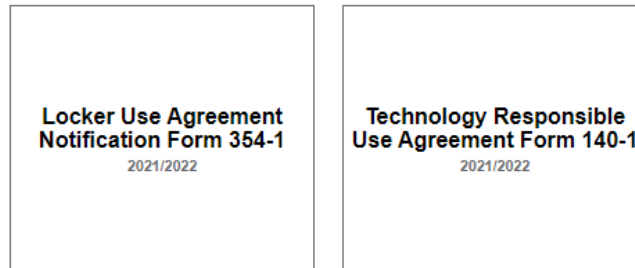 Locker Use Agreement
Notification Form 354-1
2021/2022
Technology Responsible
Use Agreement Form 140-1
2021/2022